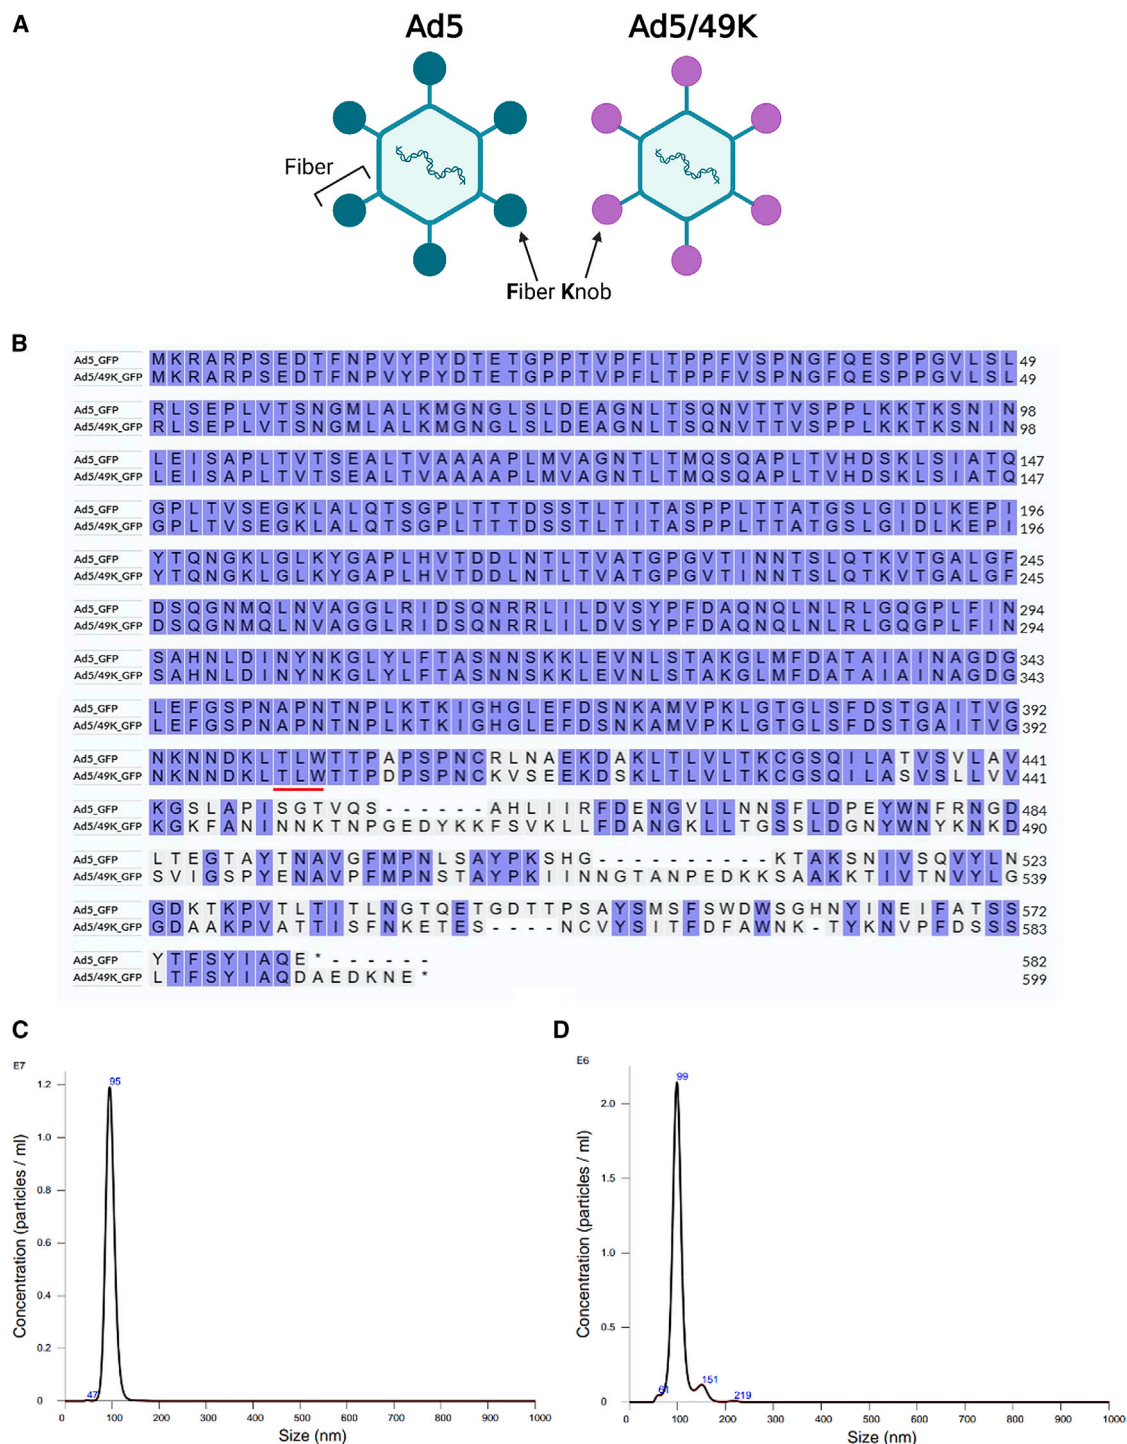 A
Ad5
Ad5/49K
Fiber
Fiber Knob
B
Ad5_GFP MKRARPSEDTFNPVYPYDTETGPPTVPFLTPPFVSPNGFQESPPGVLSL 49
Ad5/49K_GFP MKRARPSEDTFNPVYPYDTETGPPTVPFLTPPFVSPNGFQESPPGVLSL 49
Ad5_GFP RLSEPLVTSNGMLALKMGNGLSLDEAGNLTSQNVTTVSPPLKKTKSNIN 98
Ad5/49K_GFP RLSEPLVTSNGMLALKMGNGLSLDEAGNLTSQNVTTVSPPLKKTKSNIN 98
Ad5_GFP LEISAPLTVTSEALTVAAAAPLMVAGNTLTMQSQAPLTVHDSKLSIATQ 147
Ad5/49K_GFP LEISAPLTVTSEALTVAAAAPLMVAGNTLTMQSQAPLTVHDSKLSIATQ 147
Ad5_GFP GPLTVSEGKLALQTSGPLTTTDSSTLTITASPPLTTATGSLGIDLKEPI 196
Ad5/49K_GFP GPLTVSEGKLALQTSGPLTTTDSSTLTITASPPLTTATGSLGIDLKEPI 196
Ad5_GFP YTQNGKLGLKYGAPLHVTDDLNTLTVATGPGVTINNTSLQTKVTGALGF 245
Ad5/49K_GFP YTQNGKLGLKYGAPLHVTDDLNTLTVATGPGVTINNTSLQTKVTGALGF 245
Ad5_GFP DSQGNMQLNVAGGLRIDSQNRRLILDVSYPFDAQNQLNLRLGQGPLFIN 294
Ad5/49K_GFP DSQGNMQLNVAGGLRIDSQNRRLILDVSYPFDAQNQLNLRLGQGPLFIN 294
Ad5_GFP SAHNLDINYNKGLYLFTASNNSKKLEVNLSTAKGLMFDATAIAINAGDG 343
Ad5/49K_GFP SAHNLDINYNKGLYLFTASNNSKKLEVNLSTAKGLMFDATAIAINAGDG 343
Ad5_GFP LEFGSPNAPNTNPLKTKIGHGLEFDSNKAMVPKLGTGLSFDSTGAITVG 392
Ad5/49K_GFP LEFGSPNAPNTNPLKTKIGHGLEFDSNKAMVPKLGTGLSFDSTGAITVG 392
Ad5_GFP NKNNDKLTLWTTPAPSPNCRLNAEKDAKLTLVLTKCGSQILATVSVLAV 441
Ad5/49K_GFP NKNNDKLTLWTTPDPSPNCKVSEEKDSKLTLVLTKCGSQILASVSLLVV 441
Ad5_GFP KGSLAPISGTVQS------AHLIIRFDENGVLLNNSFLDPEYWNFRNGD 484
Ad5/49K_GFP KGKFANINNKTNPGEDYKKFSVKLLFDANGKLLTGSSLDGNYWNYKNKD 490
Ad5_GFP LTEGTAYTNAVGFMPNLSAYPKSHG----------KTAKSNIVSQVYLN 523
Ad5/49K_GFP SVIGSPYENAVPFMPNSTAYPKIINNGTANPEDKKSAAKKTIVTNVYLG 539
Ad5_GFP GDKTKPVTLTITLNGTQETGDTTPSAYSMSFSWDWSGHNYINEIFATSS 572
Ad5/49K_GFP GDAAKPVATTISFNKETES----NCVYSITFDFAWNK-TYKNVPFDSSS 583
Ad5_GFP YTFSYIAQE*------ 582
Ad5/49K_GFP LTFSYIAQDAEDKNE* 599
C
E7
Concentration (particles / ml)
1.2
1.0
0.8
0.6
0.4
0.2
0
95
47
0 100 200 300 400 500 600 700 800 900 1000
Size (nm)
D
E6
Concentration (particles / ml)
2.0
1.5
1.0
0.5
0
99
61
151
219
0 100 200 300 400 500 600 700 800 900 1000
Size (nm)